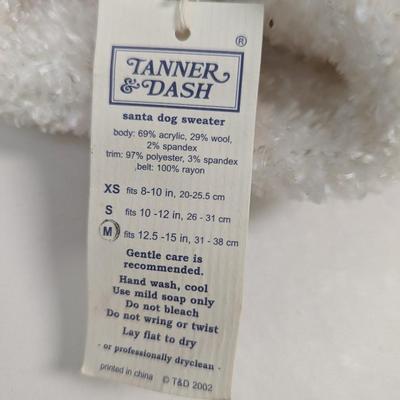 ®
TANNER
& DASH
santa dog sweater
body: 69% acrylic, 29% wool,
2% spandex
trim: 97% polyester, 3% spandex
belt: 100% rayon
XS fits 8-10 in, 20-25.5 cm
S fits 10 -12 in, 26 - 31 cm
M fits 12.5 -15 in, 31 - 38 cm
Gentle care is
recommended.
Hand wash, cool
Use mild soap only
Do not bleach
Do not wring or twist
Lay flat to dry
- or professionally dryclean -
printed in china © T&D 2002